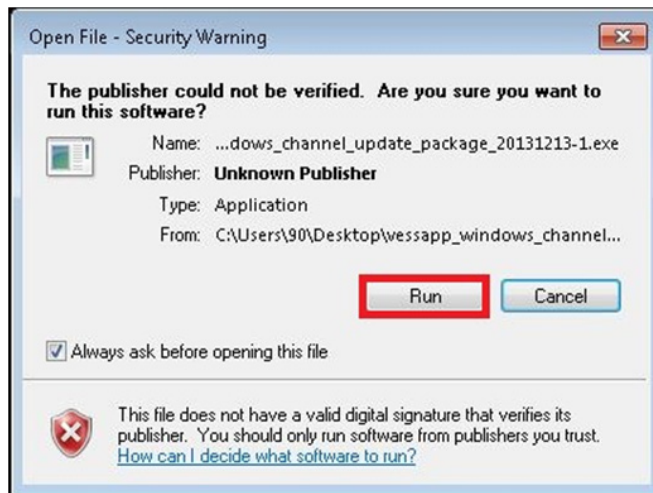 Open File - Security Warning
The publisher could not be verified. Are you sure you want to
run this software?
Name: ...dows_channel_update_package_20131213-1.exe
Publisher: Unknown Publisher
Type: Application
From: C:\Users\90\Desktop\vessapp_windows_channel...
Run Cancel
Always ask before opening this file
This file does not have a valid digital signature that verifies its
publisher. You should only run software from publishers you trust.
How can I decide what software to run?